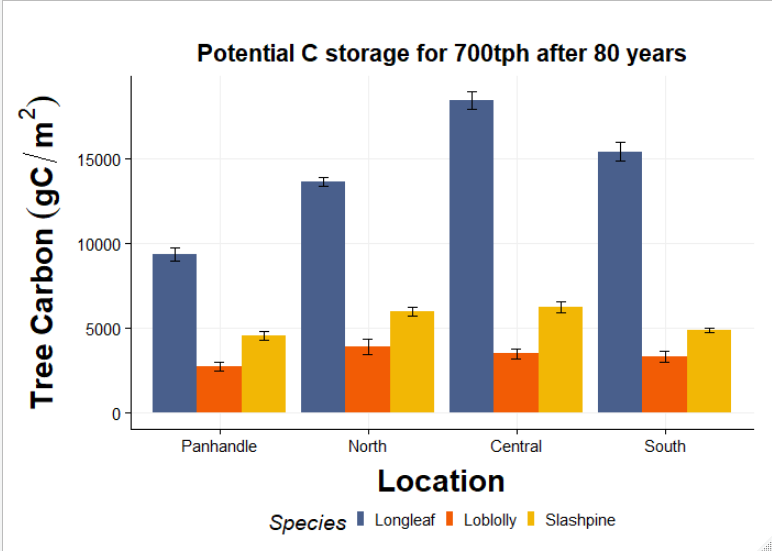 Potential C storage for 700tph after 80 years
Tree Carbon (gC/m²)
15000
10000
5000
0
Panhandle North Central South
Location
Species Longleaf Loblolly Slashpine